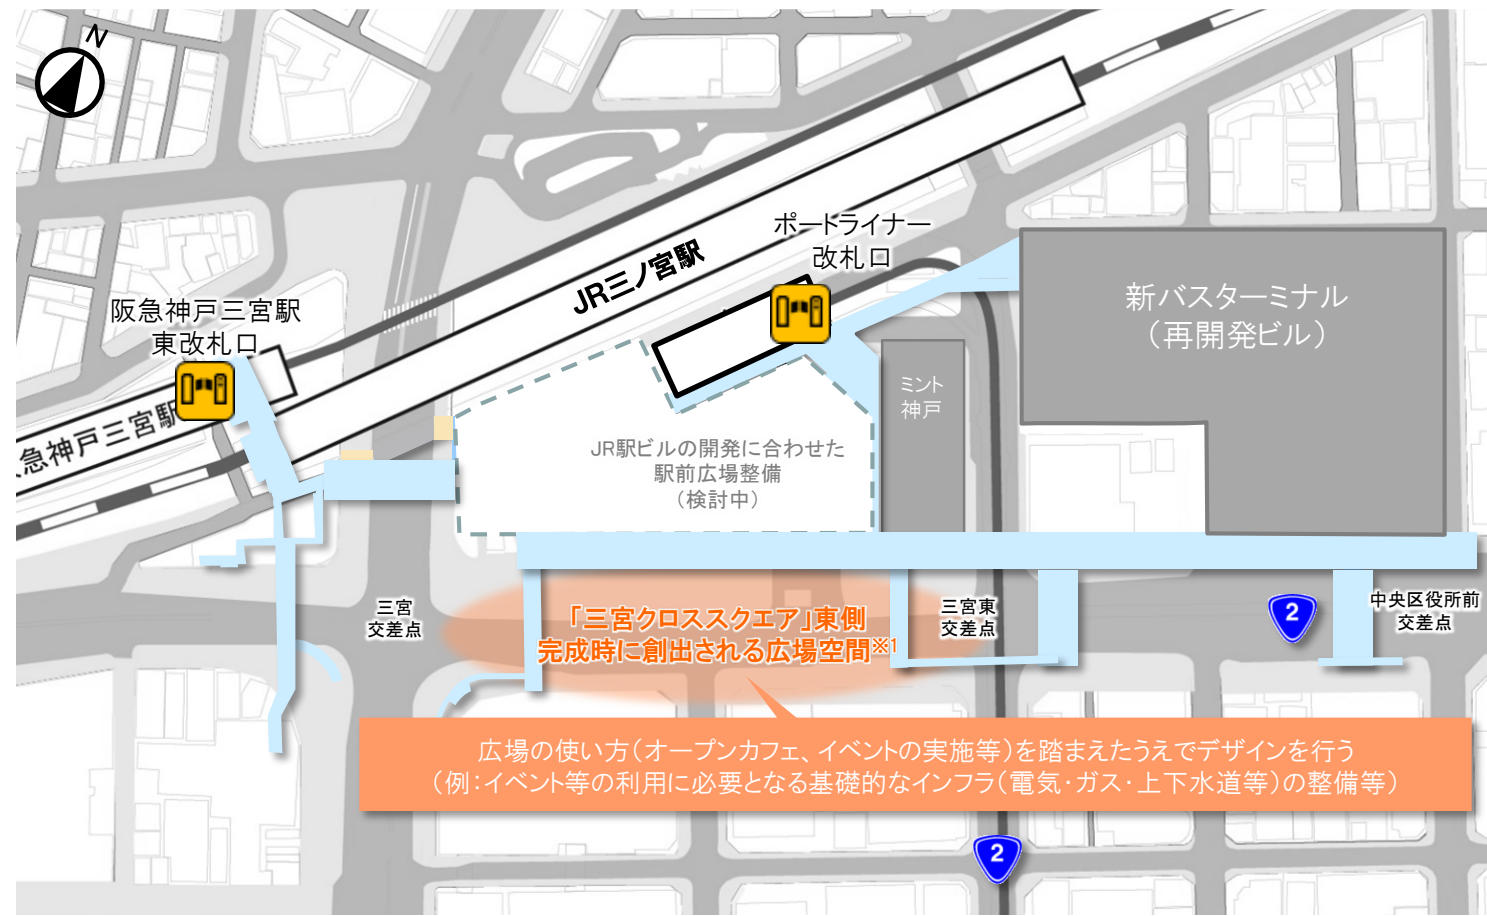 N
ポートライナー
改札口
JR三ノ宮駅
阪急神戸三宮駅
東改札口
急神戸三宮駅
新バスターミナル
（再開発ビル）
ミント
神戸
JR駅ビルの開発に合わせた
駅前広場整備
（検討中）
三宮
交差点
「三宮クロススクエア」東側
完成時に創出される広場空間※1
三宮東
交差点
2
中央区役所前
交差点
広場の使い方（オープンカフェ、イベントの実施等）を踏まえたうえでデザインを行う
（例：イベント等の利用に必要となる基礎的なインフラ（電気・ガス・上下水道等）の整備等）
2